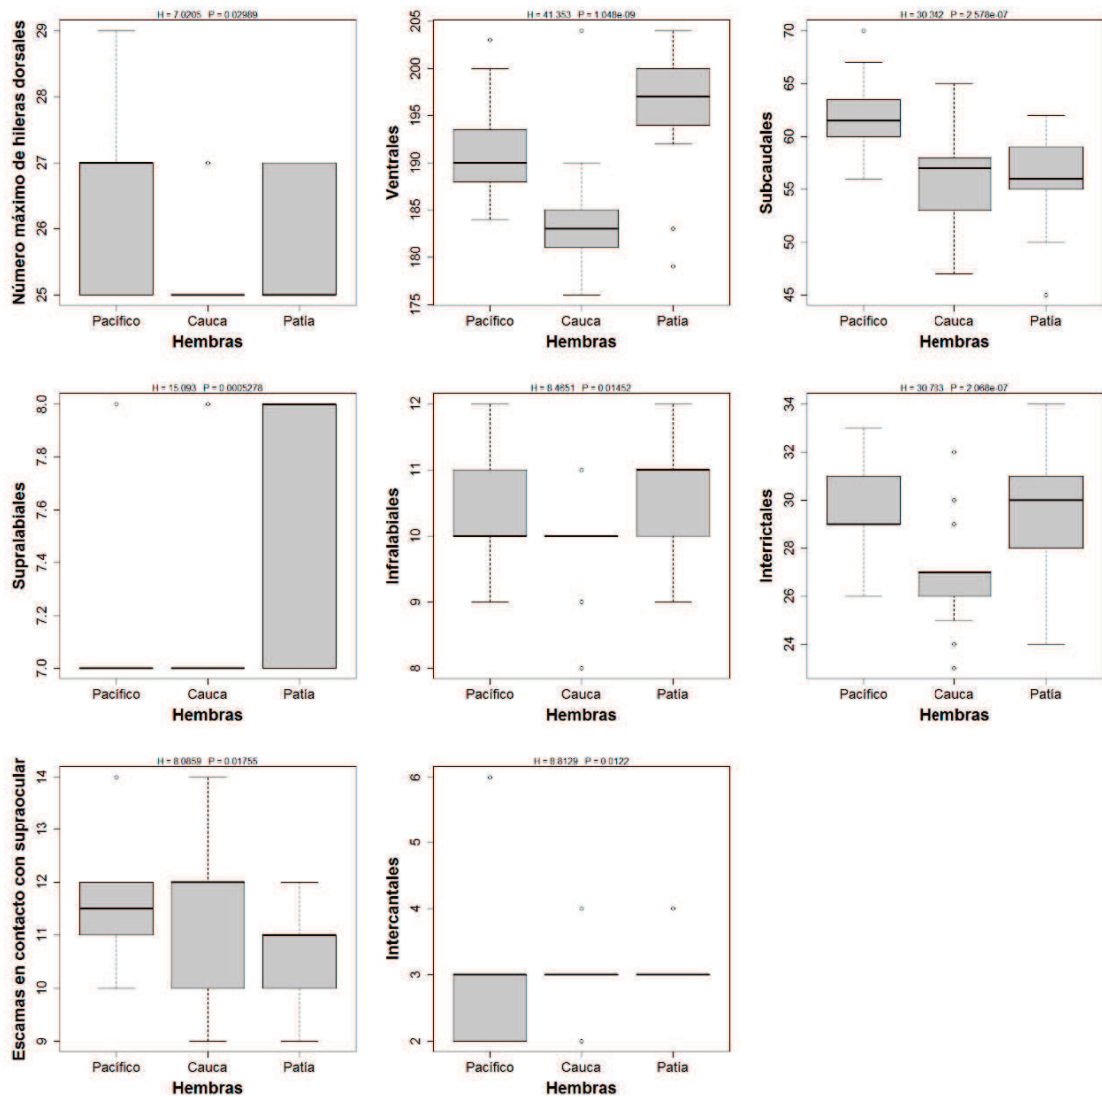 H = 7.0205 P = 0.02989
Número máximo de hileras dorsales
29
28
27
26
25
Pacífico Cauca Patía
Hembras
H = 41.353 P = 1.048e-09
Ventrales
205
200
195
190
185
180
175
Pacífico Cauca Patía
Hembras
H = 30.342 P = 2.578e-07
Subcaudales
70
65
60
55
50
45
Pacífico Cauca Patía
Hembras
H = 15.093 P = 0.0005278
Supralabiales
8.0
7.8
7.6
7.4
7.2
7.0
Pacífico Cauca Patía
Hembras
H = 8.4651 P = 0.01452
Infralabiales
12
11
10
9
8
Pacífico Cauca Patía
Hembras
H = 30.783 P = 2.068e-07
Interrictales
34
32
30
28
26
24
Pacífico Cauca Patía
Hembras
H = 8.0859 P = 0.01755
Escamas en contacto con supraocular
14
13
12
11
10
9
Pacífico Cauca Patía
Hembras
H = 8.8129 P = 0.0122
Intercantales
6
5
4
3
2
Pacífico Cauca Patía
Hembras